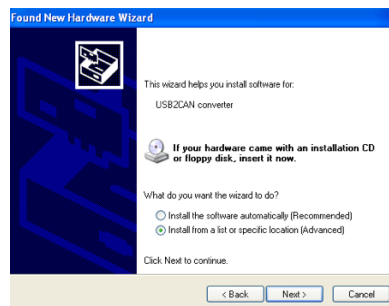 Found New Hardware Wizard
This wizard helps you install software for:
USB2CAN converter
If your hardware came with an installation CD
or floppy disk, insert it now.
What do you want the wizard to do?
Install the software automatically (Recommended)
Install from a list or specific location (Advanced)
Click Next to continue.
< Back Next > Cancel